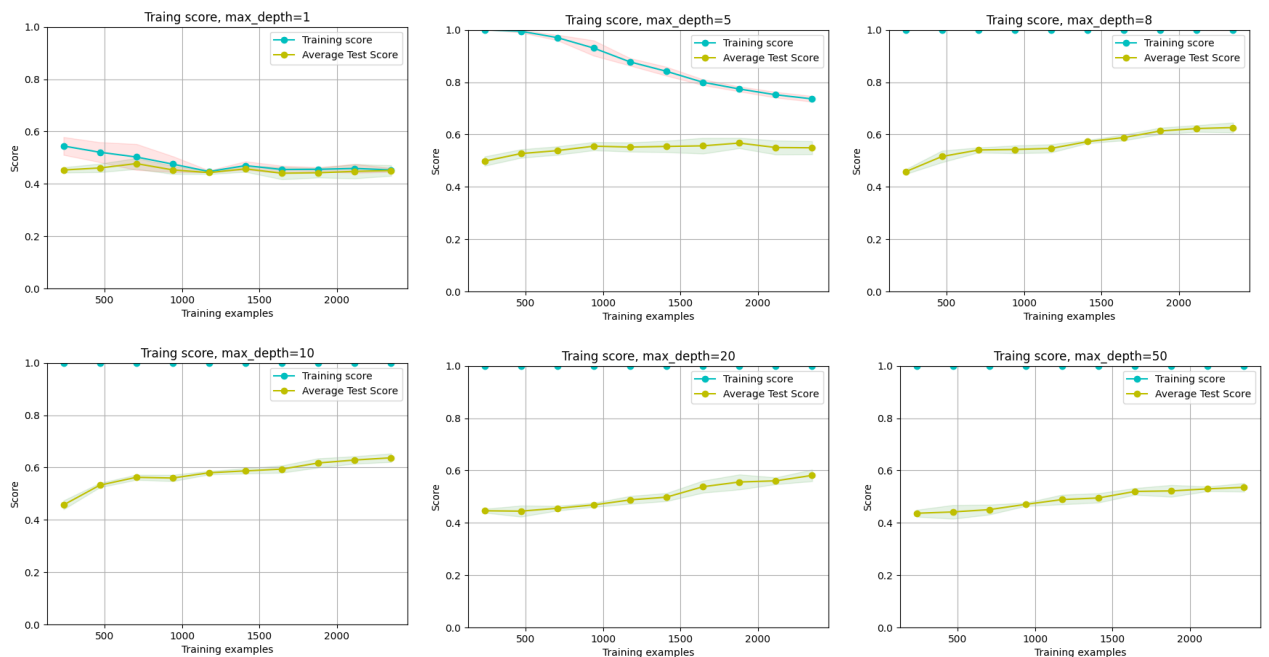 Traing score, max_depth=1
1.0
0.8
0.6
0.4
0.2
0.0
Score
Training score
Average Test Score
500 1000 1500 2000
Training examples
Traing score, max_depth=5
1.0
0.8
0.6
0.4
0.2
0.0
Score
Training score
Average Test Score
500 1000 1500 2000
Training examples
Traing score, max_depth=8
1.0
0.8
0.6
0.4
0.2
0.0
Score
Training score
Average Test Score
500 1000 1500 2000
Training examples
Traing score, max_depth=10
1.0
0.8
0.6
0.4
0.2
0.0
Score
Training score
Average Test Score
500 1000 1500 2000
Training examples
Traing score, max_depth=20
1.0
0.8
0.6
0.4
0.2
0.0
Score
Training score
Average Test Score
500 1000 1500 2000
Training examples
Traing score, max_depth=50
1.0
0.8
0.6
0.4
0.2
0.0
Score
Training score
Average Test Score
500 1000 1500 2000
Training examples